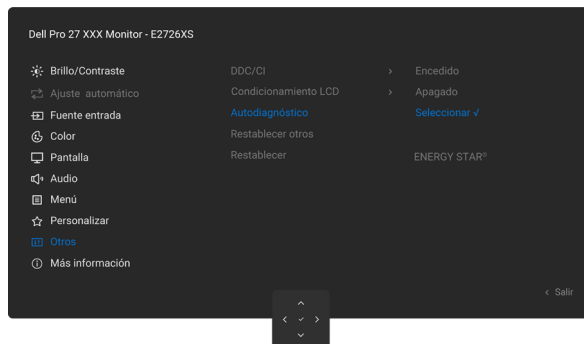 Dell Pro 27 XXX Monitor - E2726XS
Brillo/Contraste
Ajuste automático
Fuente entrada
Color
Pantalla
Audio
Menú
Personalizar
Otros
Más información
DDC/CI > Encedido
Condicionamiento LCD > Apagado
Autodiagnóstico Seleccionar √
Restablecer otros
Restablecer ENERGY STAR®
< Salir